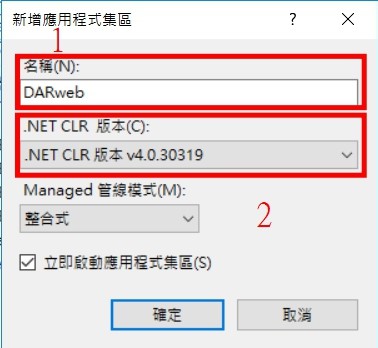 新增應用程式集區
1
名稱(N):
DARweb
.NET CLR 版本(C):
.NET CLR 版本 v4.0.30319
Managed 管線模式(M):
整合式
2
立即啟動應用程式集區(S)
確定
取消